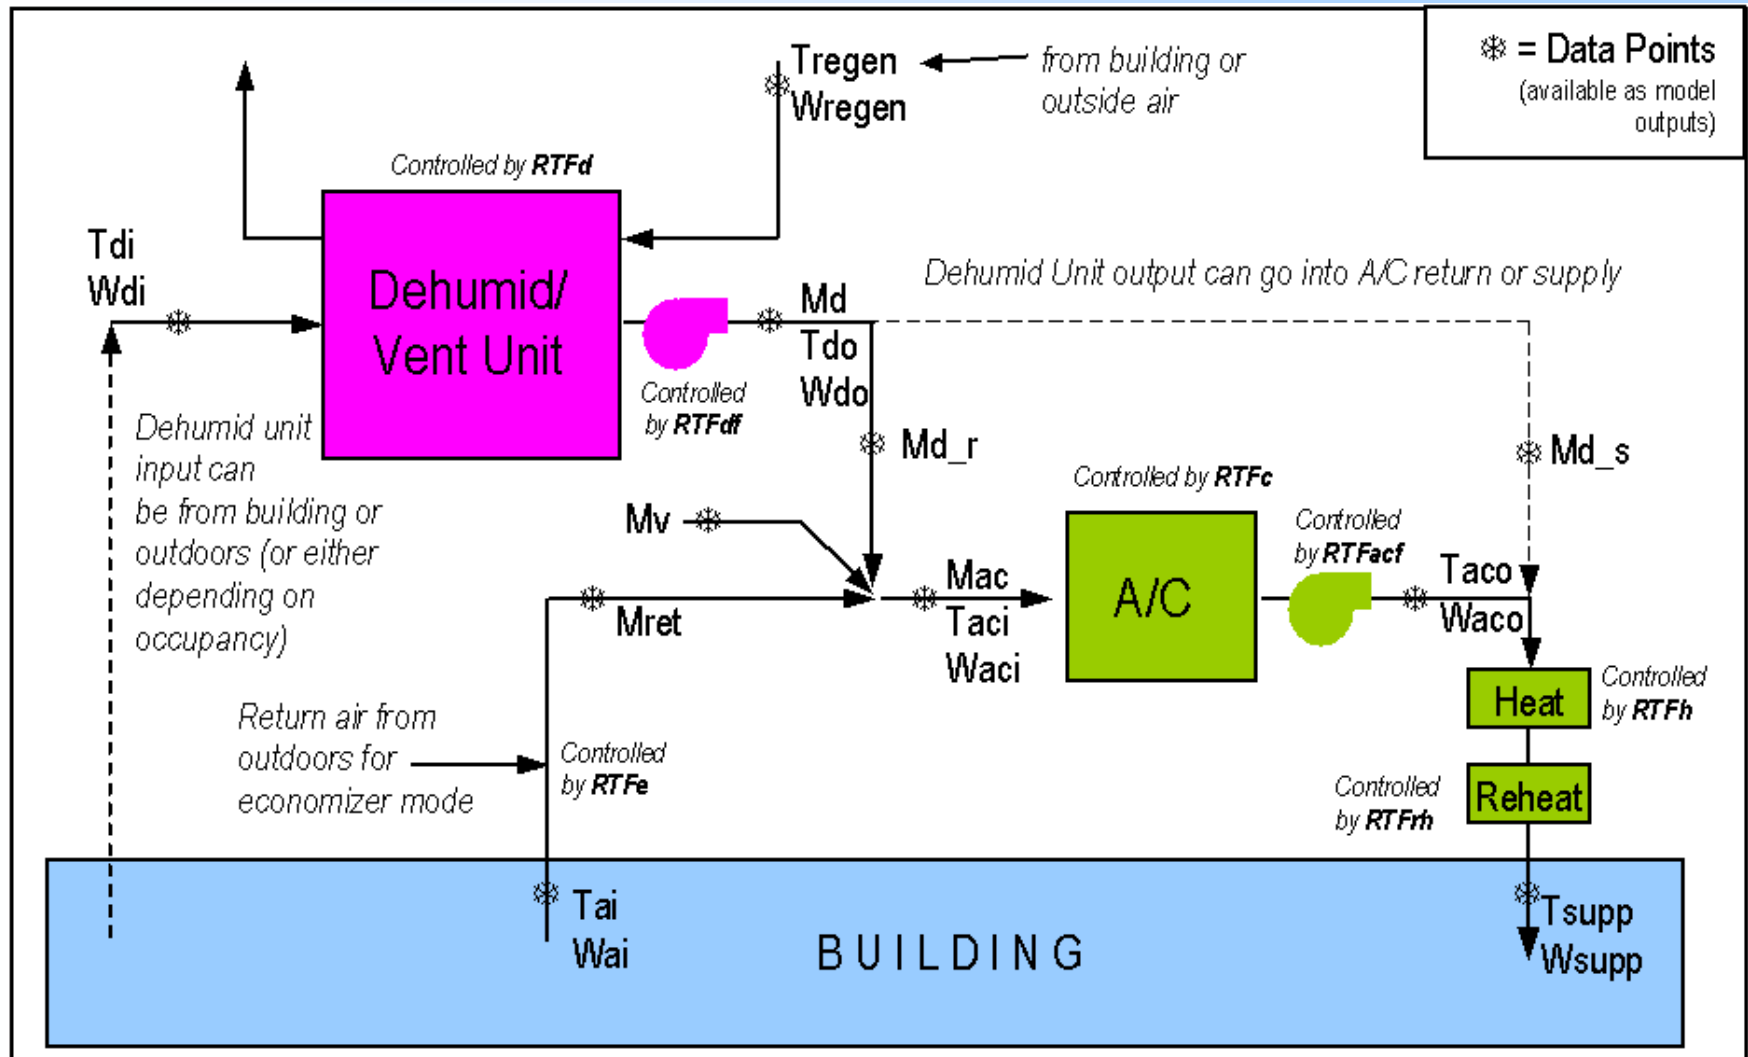 ❄ = Data Points
(available as model
outputs)
Tregen
Wregen
from building or
outside air
Controlled by RTFd
Tdi
Wdi
Dehumid/
Vent Unit
Md
Tdo
Wdo
Dehumid Unit output can go into A/C return or supply
Controlled
by RTFdf
Dehumid unit
input can
be from building or
outdoors (or either
depending on
occupancy)
Md_r
Md_s
Controlled by RTFc
Mv
Controlled
by RTFacf
Mret
Mac
Taci
Waci
A/C
Taco
Waco
Heat
Controlled
by RTFh
Return air from
outdoors for
economizer mode
Controlled
by RTFe
Controlled
by RTFrh
Reheat
Tai
Wai
BUILDING
Tsupp
Wsupp